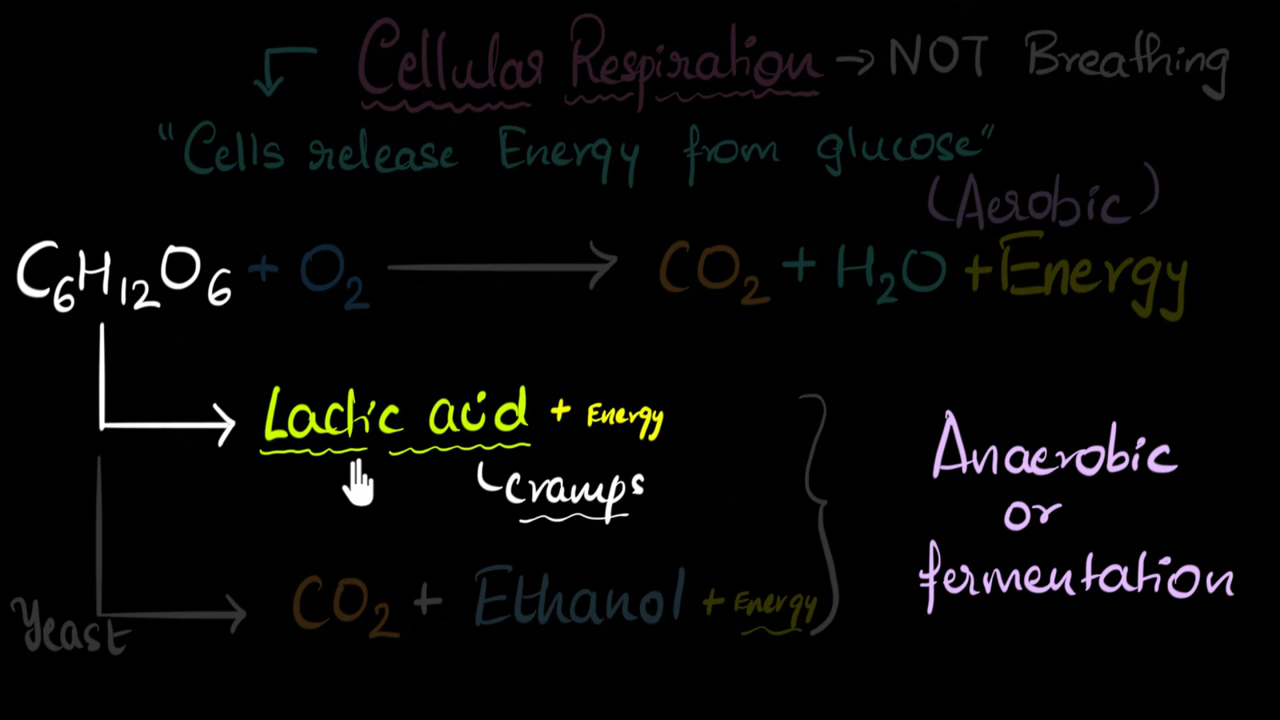 Cellular Respiration → NOT Breathing
"Cells release Energy from glucose"
(Aerobic)
C₆H₁₂O₆ + O₂ → CO₂ + H₂O + Energy
Lactic acid + Energy
cramps
Anaerobic
or
fermentation
CO₂ + Ethanol + Energy
Yeast